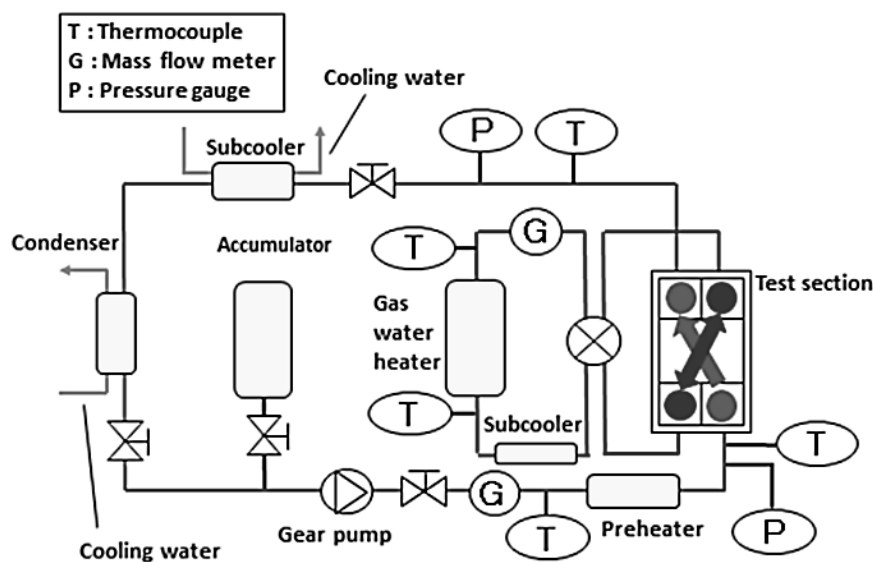 T : Thermocouple
G : Mass flow meter
P : Pressure gauge
Cooling water
Subcooler
P
T
Condenser
Accumulator
T
G
Test section
Gas
water
heater
T
Subcooler
T
G
Gear pump
T
Preheater
P
Cooling water